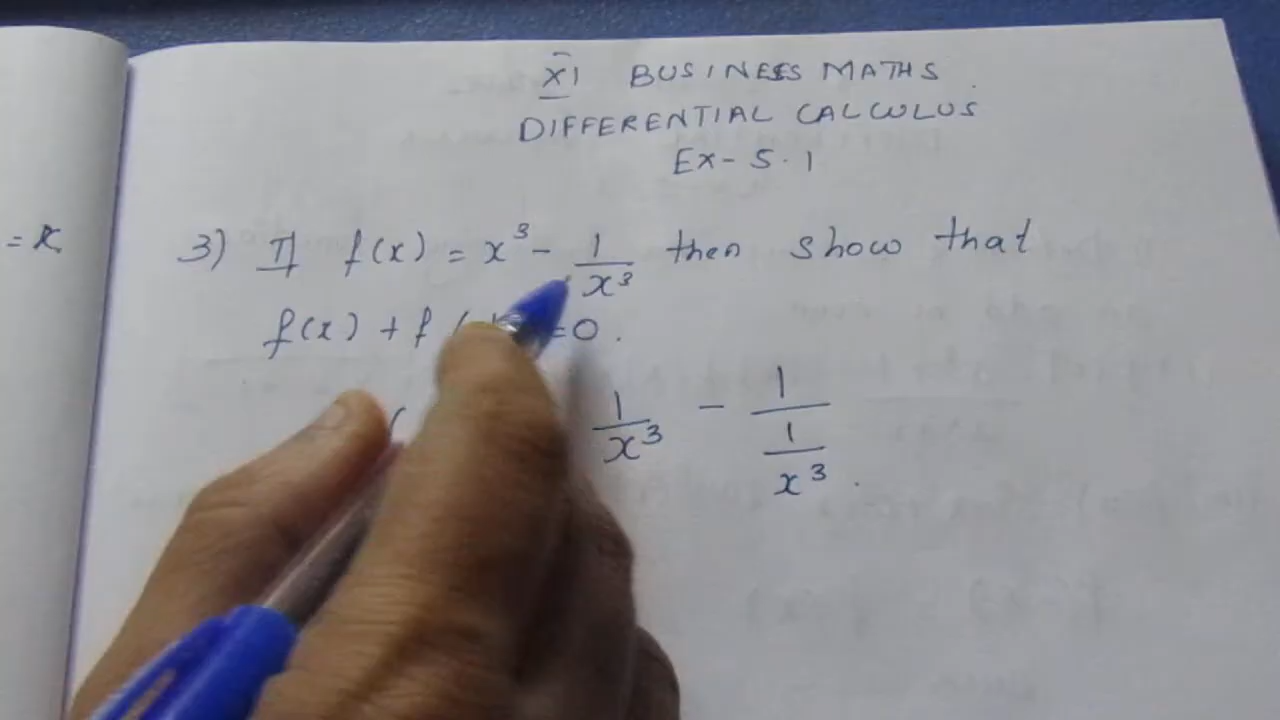 XI BUSINESS MATHS
DIFFERENTIAL CALCULUS
Ex- 5.1
= x
3) If f(x) = x³ - 1/x³ then show that
f(x) + f ( = 0.
( 1/x³ - 1/(1/x³).